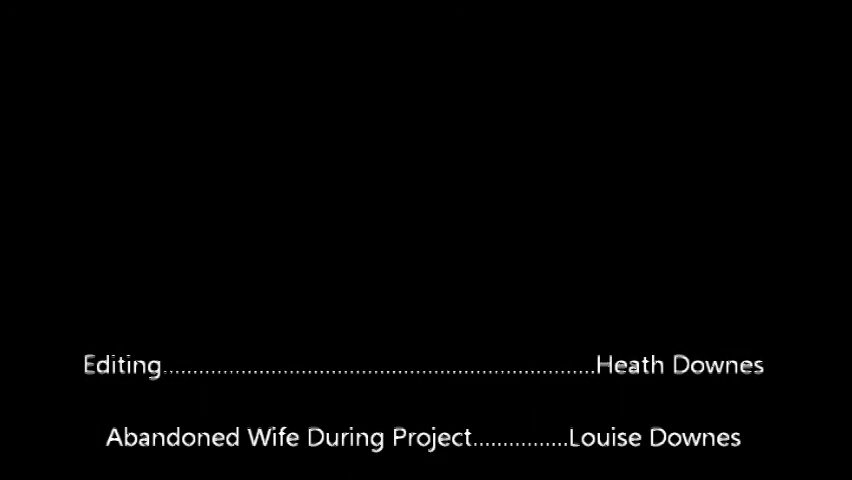 Editing.........................................................................Heath Downes
Abandoned Wife During Project................Louise Downes